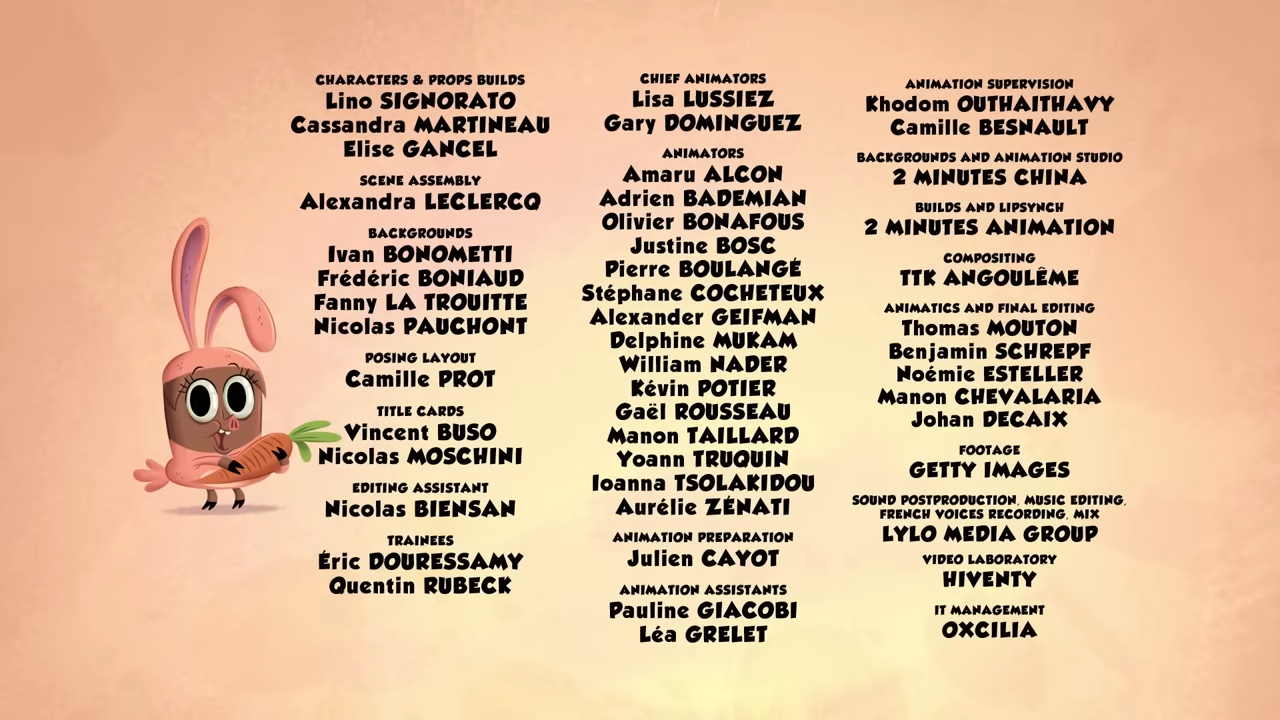 CHARACTERS & PROPS BUILDS
Lino SIGNORATO
Cassandra MARTINEAU
Elise GANCEL
SCENE ASSEMBLY
Alexandra LECLERCQ
BACKGROUNDS
Ivan BONOMETTI
Frédéric BONIAUD
Fanny LA TROUITTE
Nicolas PAUCHONT
POSING LAYOUT
Camille PROT
TITLE CARDS
Vincent BUSO
Nicolas MOSCHINI
EDITING ASSISTANT
Nicolas BIENSAN
TRAINEES
Éric DOURESSAMY
Quentin RUBECK
CHIEF ANIMATORS
Lisa LUSSIEZ
Gary DOMINGUEZ
ANIMATORS
Amaru ALCON
Adrien BADEMIAN
Olivier BONAFOUS
Justine BOSC
Pierre BOULANGÉ
Stéphane COCHETEUX
Alexander GEIFMAN
Delphine MUKAM
William NADER
Kévin POTIER
Gaël ROUSSEAU
Manon TAILLARD
Yoann TRUQUIN
Ioanna TSOLAKIDOU
Aurélie ZÉNATI
ANIMATION PREPARATION
Julien CAYOT
ANIMATION ASSISTANTS
Pauline GIACOBI
Léa GRELET
ANIMATION SUPERVISION
Khodom OUTHAITHAVY
Camille BESNAULT
BACKGROUNDS AND ANIMATION STUDIO
2 MINUTES CHINA
BUILDS AND LIPSYNCH
2 MINUTES ANIMATION
COMPOSITING
TTK ANGOULÊME
ANIMATICS AND FINAL EDITING
Thomas MOUTON
Benjamin SCHREPF
Noémie ESTELLER
Manon CHEVALARIA
Johan DECAIX
FOOTAGE
GETTY IMAGES
SOUND POSTPRODUCTION, MUSIC EDITING,
FRENCH VOICES RECORDING, MIX
LYLO MEDIA GROUP
VIDEO LABORATORY
HIVENTY
IT MANAGEMENT
OXCILIA